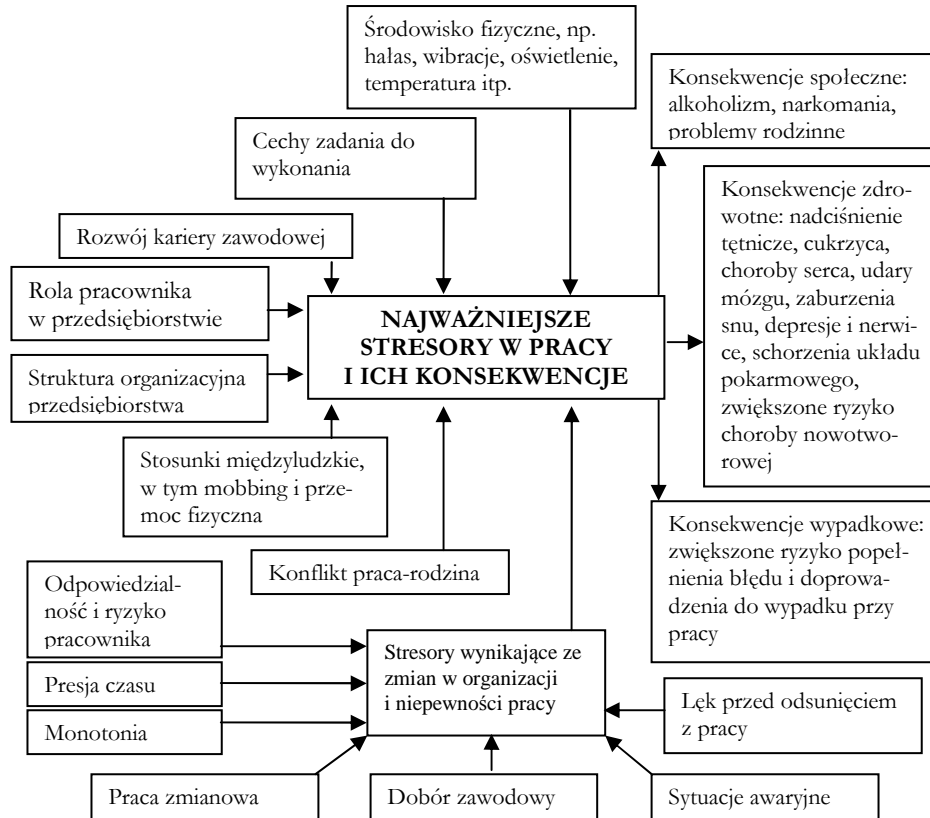 Środowisko fizyczne, np.
hałas, wibracje, oświetlenie,
temperatura itp.
Konsekwencje społeczne:
alkoholizm, narkomania,
problemy rodzinne
Cechy zadania do
wykonania
Rozwój kariery zawodowej
Rola pracownika
w przedsiębiorstwie
Struktura organizacyjna
przedsiębiorstwa
NAJWAŻNIEJSZE
STRESORY W PRACY
I ICH KONSEKWENCJE
Konsekwencje zdro-
wotne: nadciśnienie
tętnicze, cukrzyca,
choroby serca, udary
mózgu, zaburzenia
snu, depresje i nerwi-
ce, schorzenia układu
pokarmowego,
zwiększone ryzyko
choroby nowotwo-
rowej
Stosunki międzyludzkie,
w tym mobbing i prze-
moc fizyczna
Konflikt praca-rodzina
Konsekwencje wypadkowe:
zwiększone ryzyko popeł-
nienia błędu i doprowa-
dzenia do wypadku przy
pracy
Odpowiedzial-
ność i ryzyko
pracownika
Presja czasu
Monotonia
Stresory wynikające ze
zmian w organizacji
i niepewności pracy
Lęk przed odsunięciem
z pracy
Praca zmianowa
Dobór zawodowy
Sytuacje awaryjne